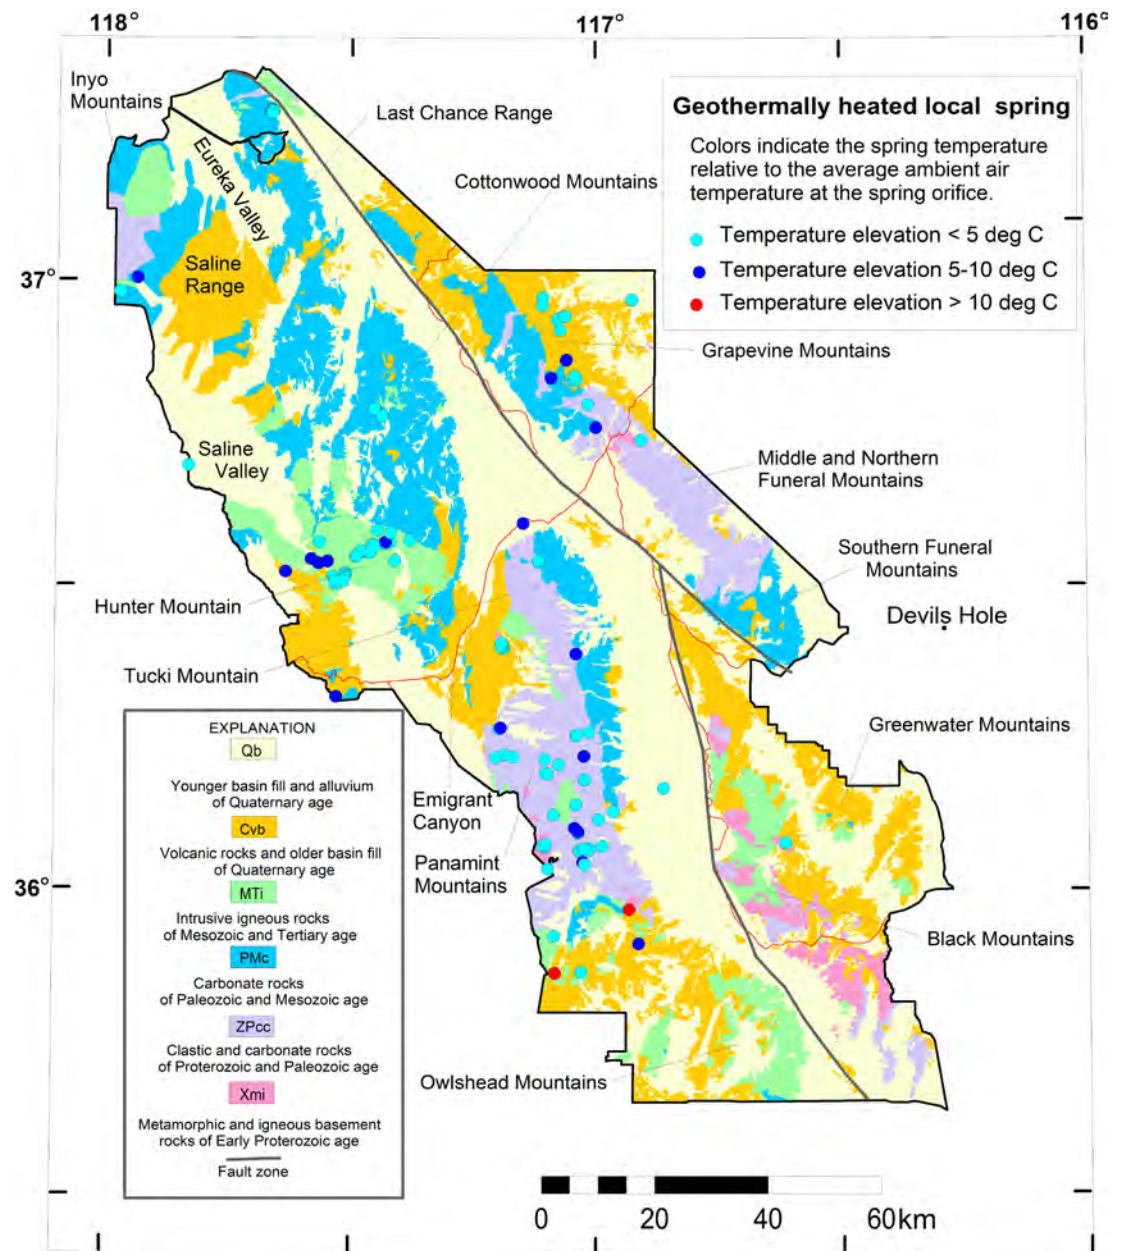 118°
117°
116°
Inyo
Mountains
Last Chance Range
Geothermally heated local spring
Colors indicate the spring temperature
relative to the average ambient air
temperature at the spring orifice.
Temperature elevation < 5 deg C
Temperature elevation 5-10 deg C
Temperature elevation > 10 deg C
Eureka Valley
Cottonwood Mountains
37°
Saline
Range
Grapevine Mountains
Saline
Valley
Middle and Northern
Funeral Mountains
Southern Funeral
Mountains
Hunter Mountain
Devils Hole
Tucki Mountain
Greenwater Mountains
EXPLANATION
Qb
Younger basin fill and alluvium
of Quaternary age
Cvb
Volcanic rocks and older basin fill
of Quaternary age
MTi
Intrusive igneous rocks
of Mesozoic and Tertiary age
PMc
Carbonate rocks
of Paleozoic and Mesozoic age
ZPcc
Clastic and carbonate rocks
of Proterozoic and Paleozoic age
Xmi
Metamorphic and igneous basement
rocks of Early Proterozoic age
Fault zone
Emigrant
Canyon
Panamint
Mountains
36°
Black Mountains
Owlshead Mountains
0 20 40 60km